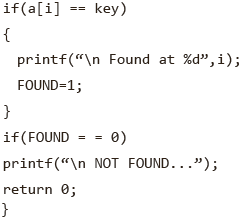 if(a[i] == key)
{
printf(“\n Found at %d”,i);
FOUND=1;
}
if(FOUND = = 0)
printf(“\n NOT FOUND...”);
return 0;
}